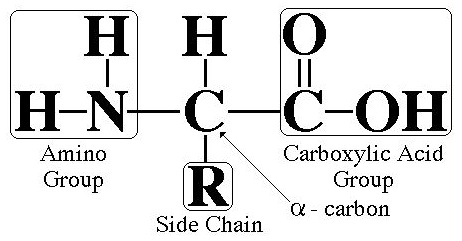 H H O
H–N–C–C–OH
Amino
Group
Carboxylic Acid
Group
R
α - carbon
Side Chain